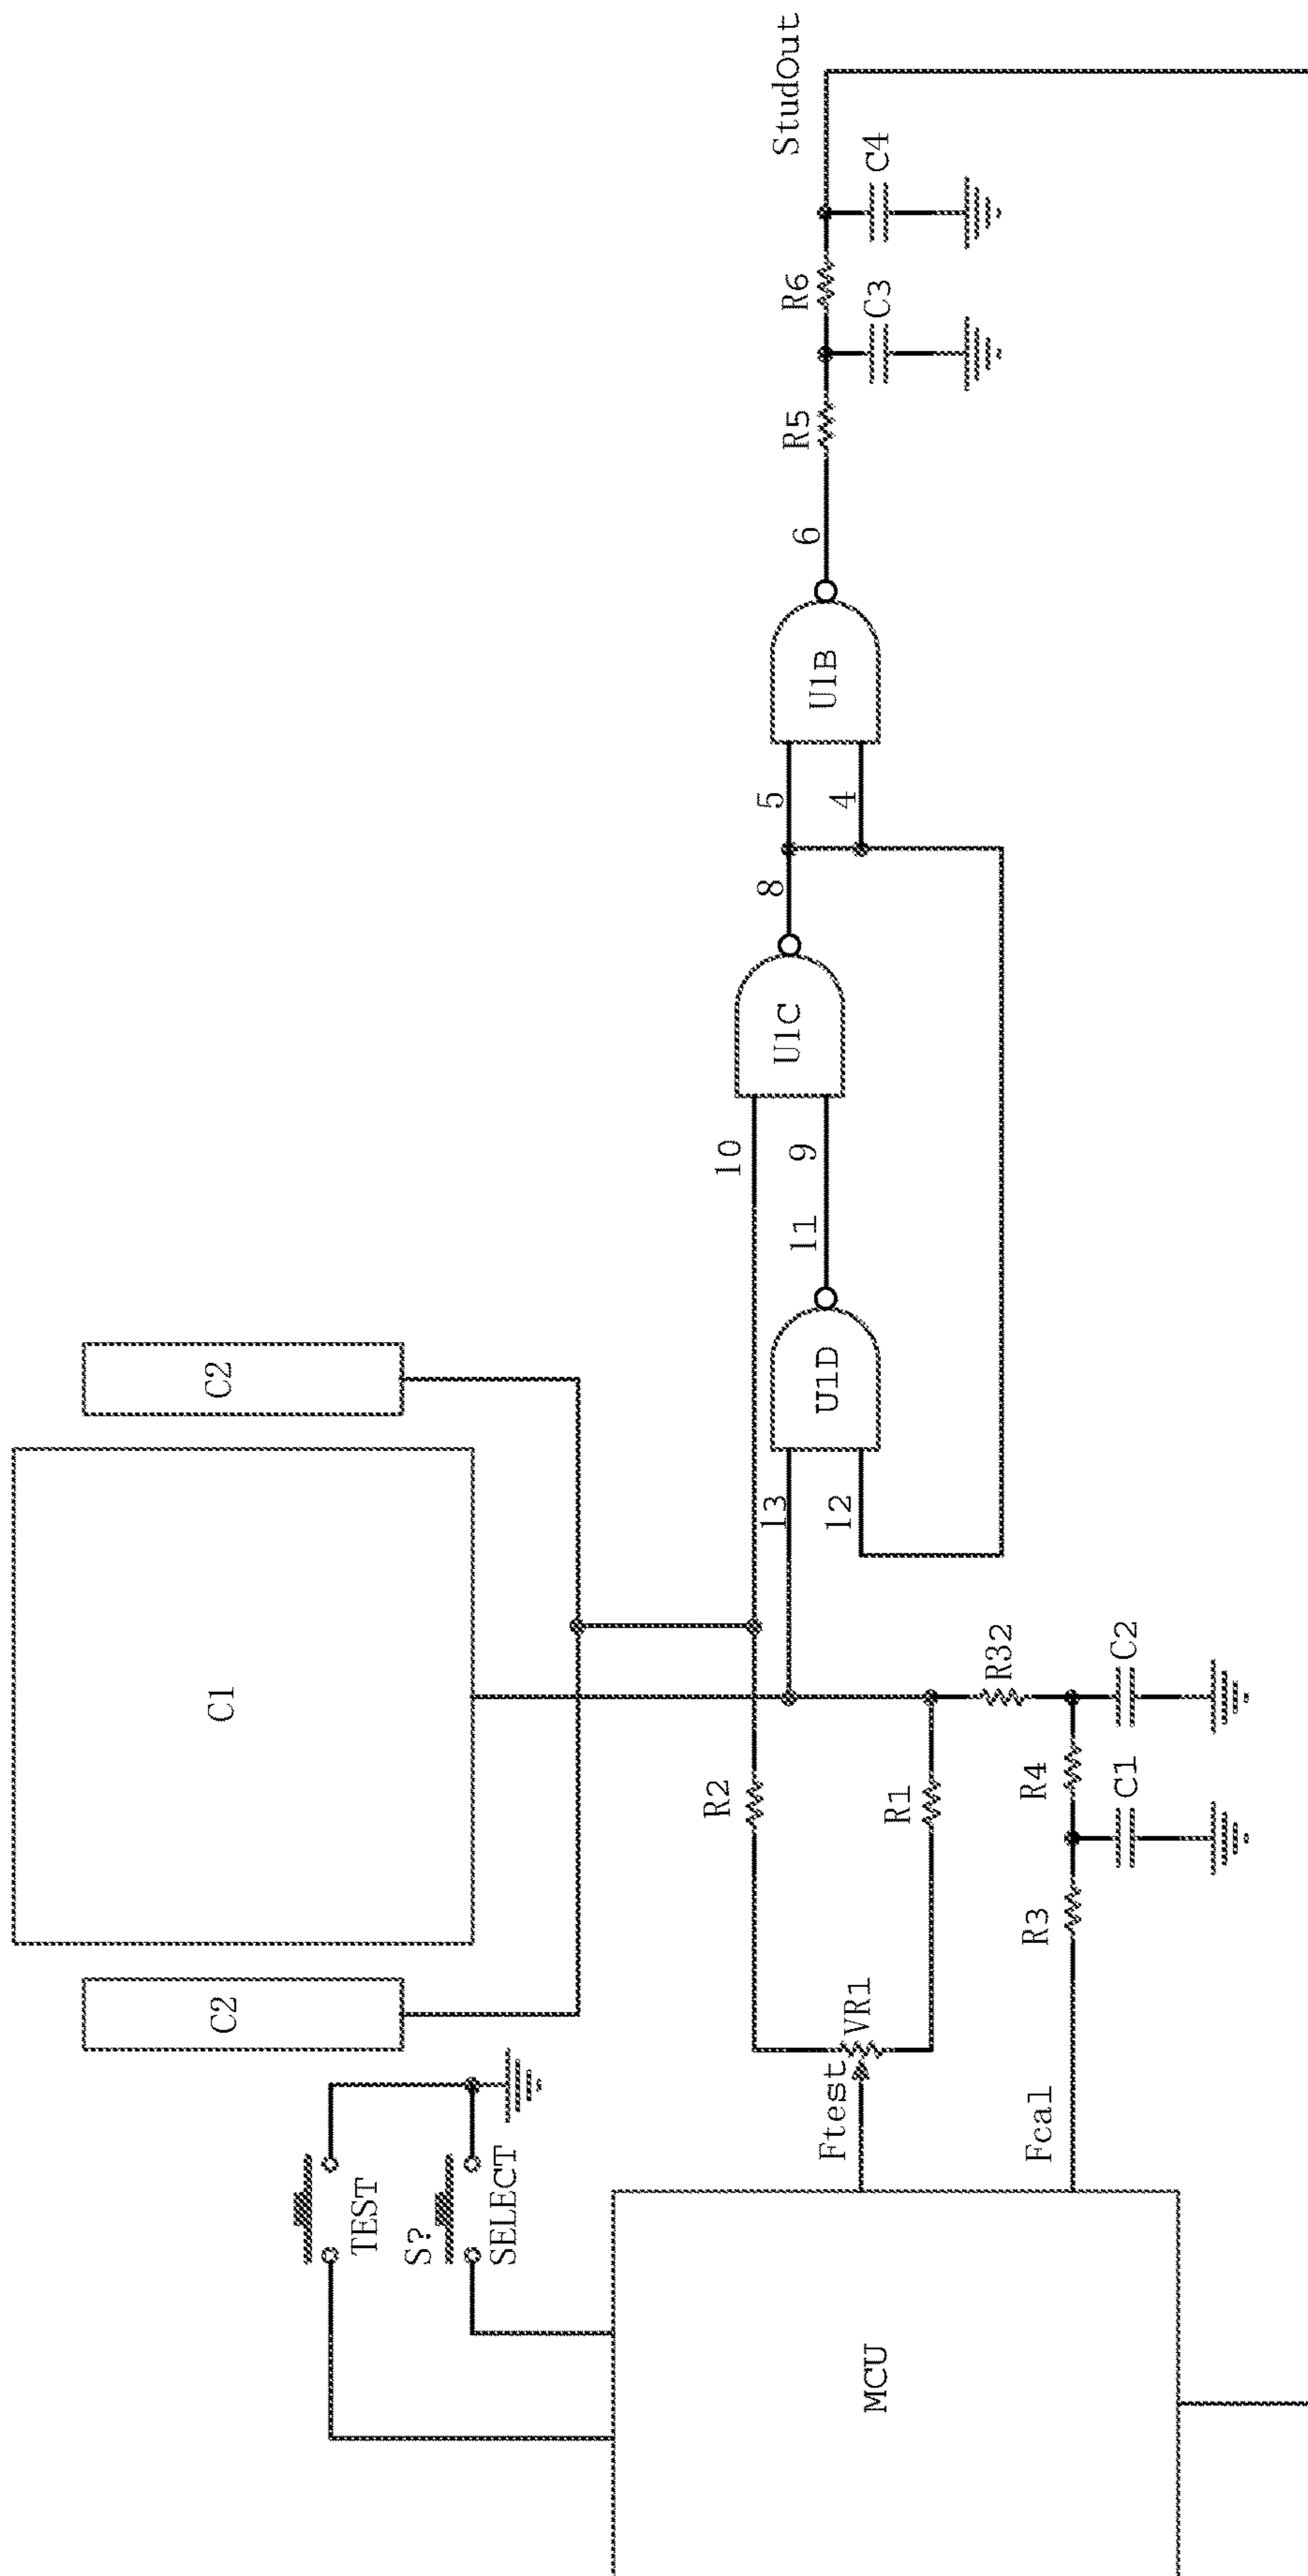 StudOut
C4
R6
C3
R5
6
U1B
5
4
8
U1C
10
9
11
U1D
13
12
C2
C1
C2
R32
C2
R4
C1
R3
R2
R1
VR1
Ftest
Fcal
TEST
S?
SELECT
MCU